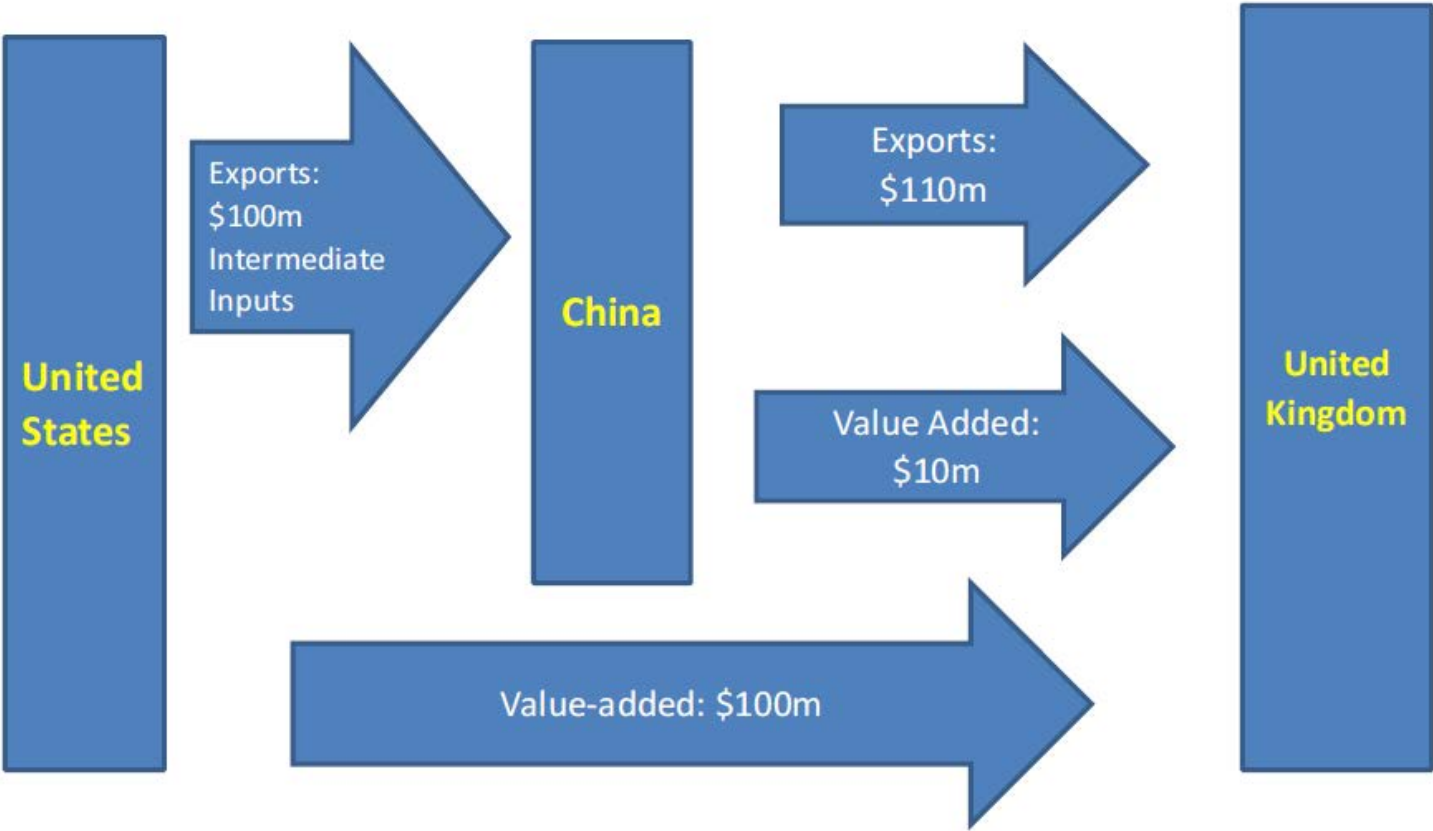 United
States
Exports:
$100m
Intermediate
Inputs
China
Exports:
$110m
Value Added:
$10m
Value-added: $100m
United
Kingdom